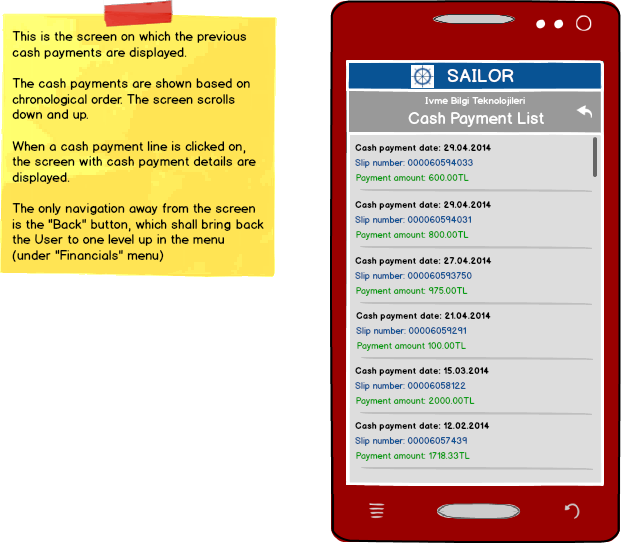 This is the screen on which the previous
cash payments are displayed.
The cash payments are shown based on
chronological order. The screen scrolls
down and up.
When a cash payment line is clicked on,
the screen with cash payment details are
displayed.
The only navigation away from the screen
is the "Back" button, which shall bring back
the User to one level up in the menu
(under "Financials" menu)
SAILOR
Ivme Bilgi Teknolojileri
Cash Payment List
Cash payment date: 29.04.2014
Slip number: 000060594033
Payment amount: 600.00TL
Cash payment date: 29.04.2014
Slip number: 000060594031
Payment amount: 800.00TL
Cash payment date: 27.04.2014
Slip number: 000060593750
Payment amount: 975.00TL
Cash payment date: 21.04.2014
Slip number: 00006059291
Payment amount 100.00TL
Cash payment date: 15.03.2014
Slip number: 00006058122
Payment amount: 2000.00TL
Cash payment date: 12.02.2014
Slip number: 00006057439
Payment amount: 1718.33TL